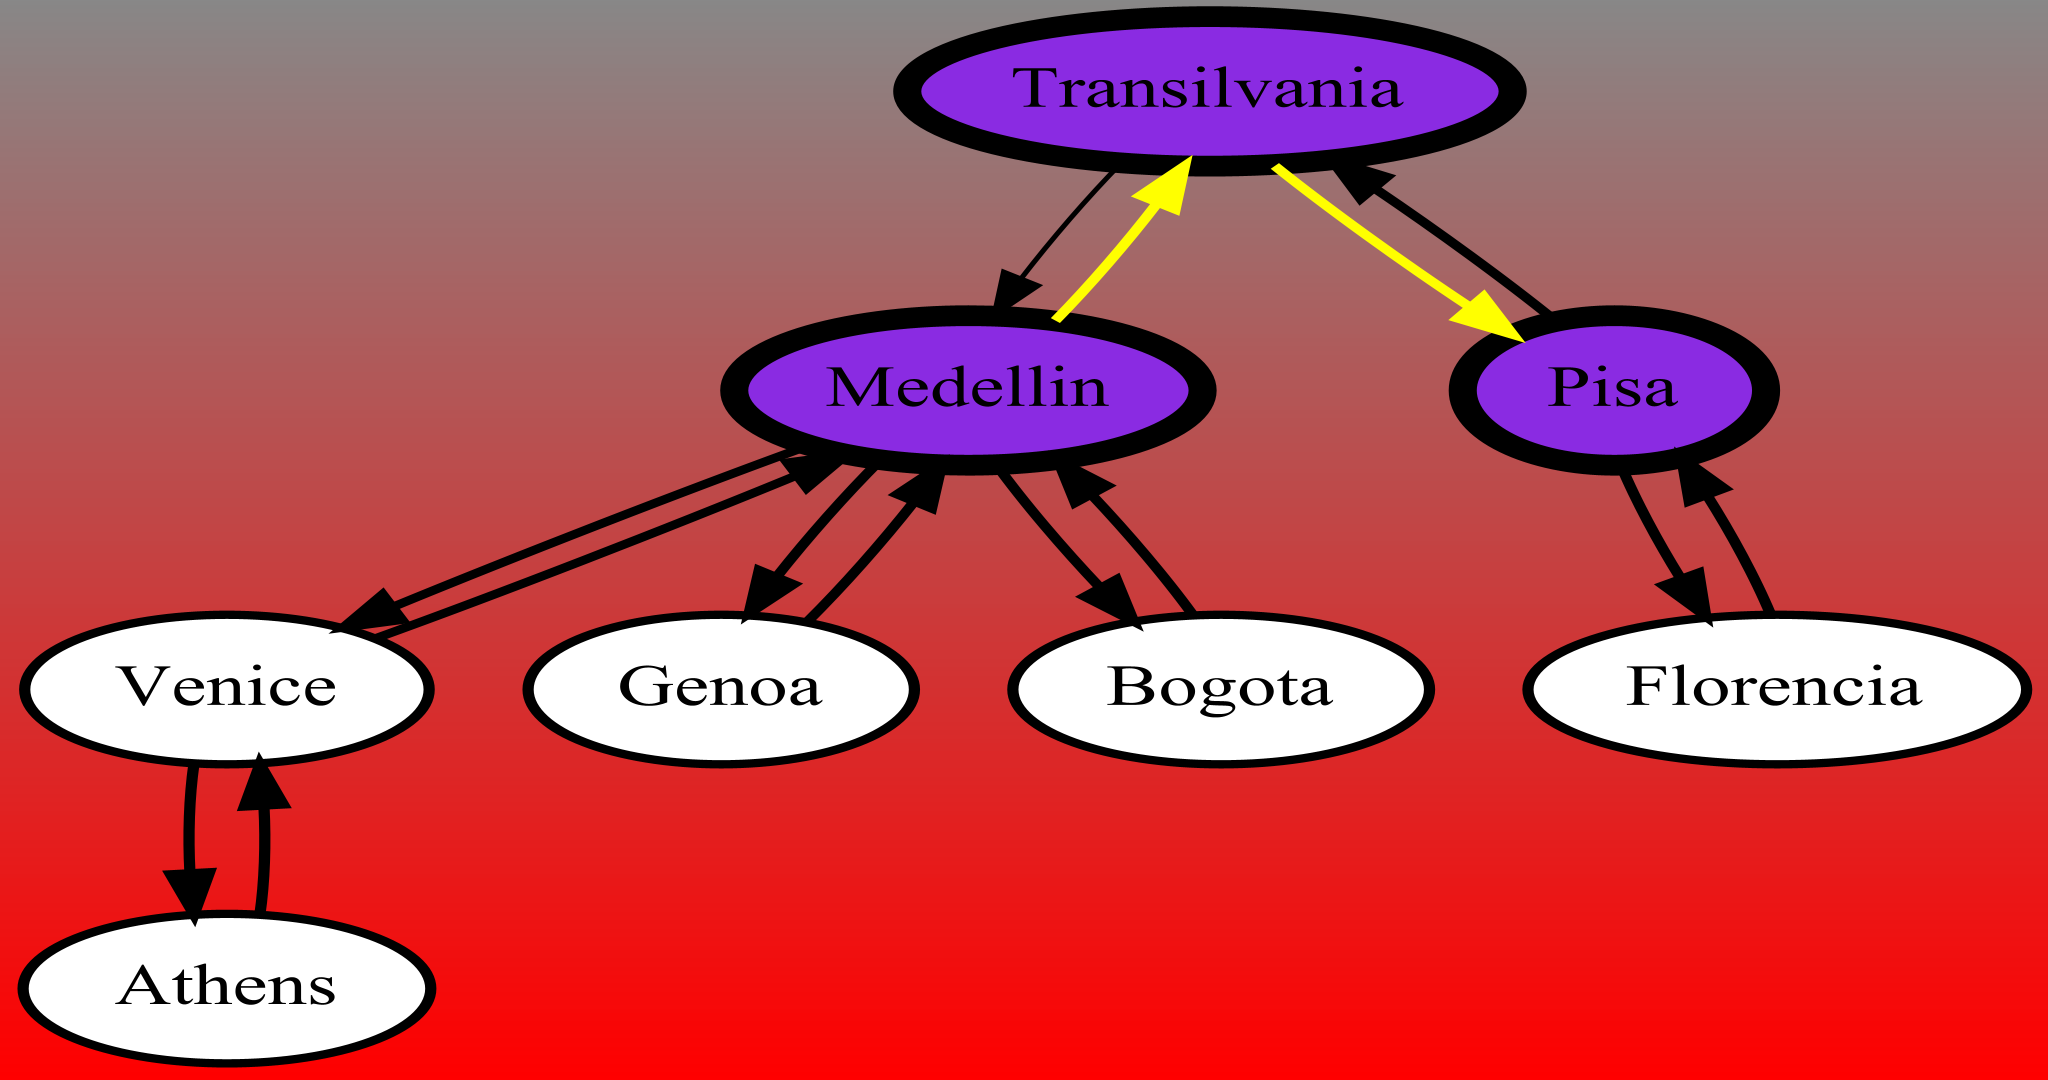 Transilvania
Medellin
Pisa
Venice
Genoa
Bogota
Florencia
Athens